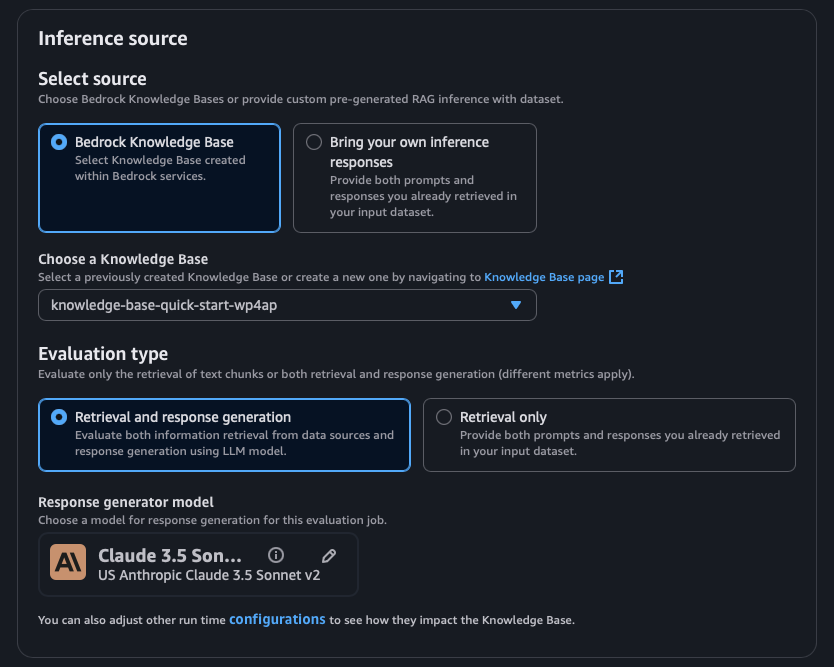 Inference source
Select source
Choose Bedrock Knowledge Bases or provide custom pre-generated RAG inference with dataset.
Bedrock Knowledge Base
Select Knowledge Base created
within Bedrock services.
Bring your own inference
responses
Provide both prompts and
responses you already retrieved in
your input dataset.
Choose a Knowledge Base
Select a previously created Knowledge Base or create a new one by navigating to Knowledge Base page
knowledge-base-quick-start-wp4ap
Evaluation type
Evaluate only the retrieval of text chunks or both retrieval and response generation (different metrics apply).
Retrieval and response generation
Evaluate both information retrieval from data sources and
response generation using LLM model.
Retrieval only
Provide both prompts and responses you already retrieved
in your input dataset.
Response generator model
Choose a model for response generation for this evaluation job.
Claude 3.5 Son...
US Anthropic Claude 3.5 Sonnet v2
You can also adjust other run time configurations to see how they impact the Knowledge Base.